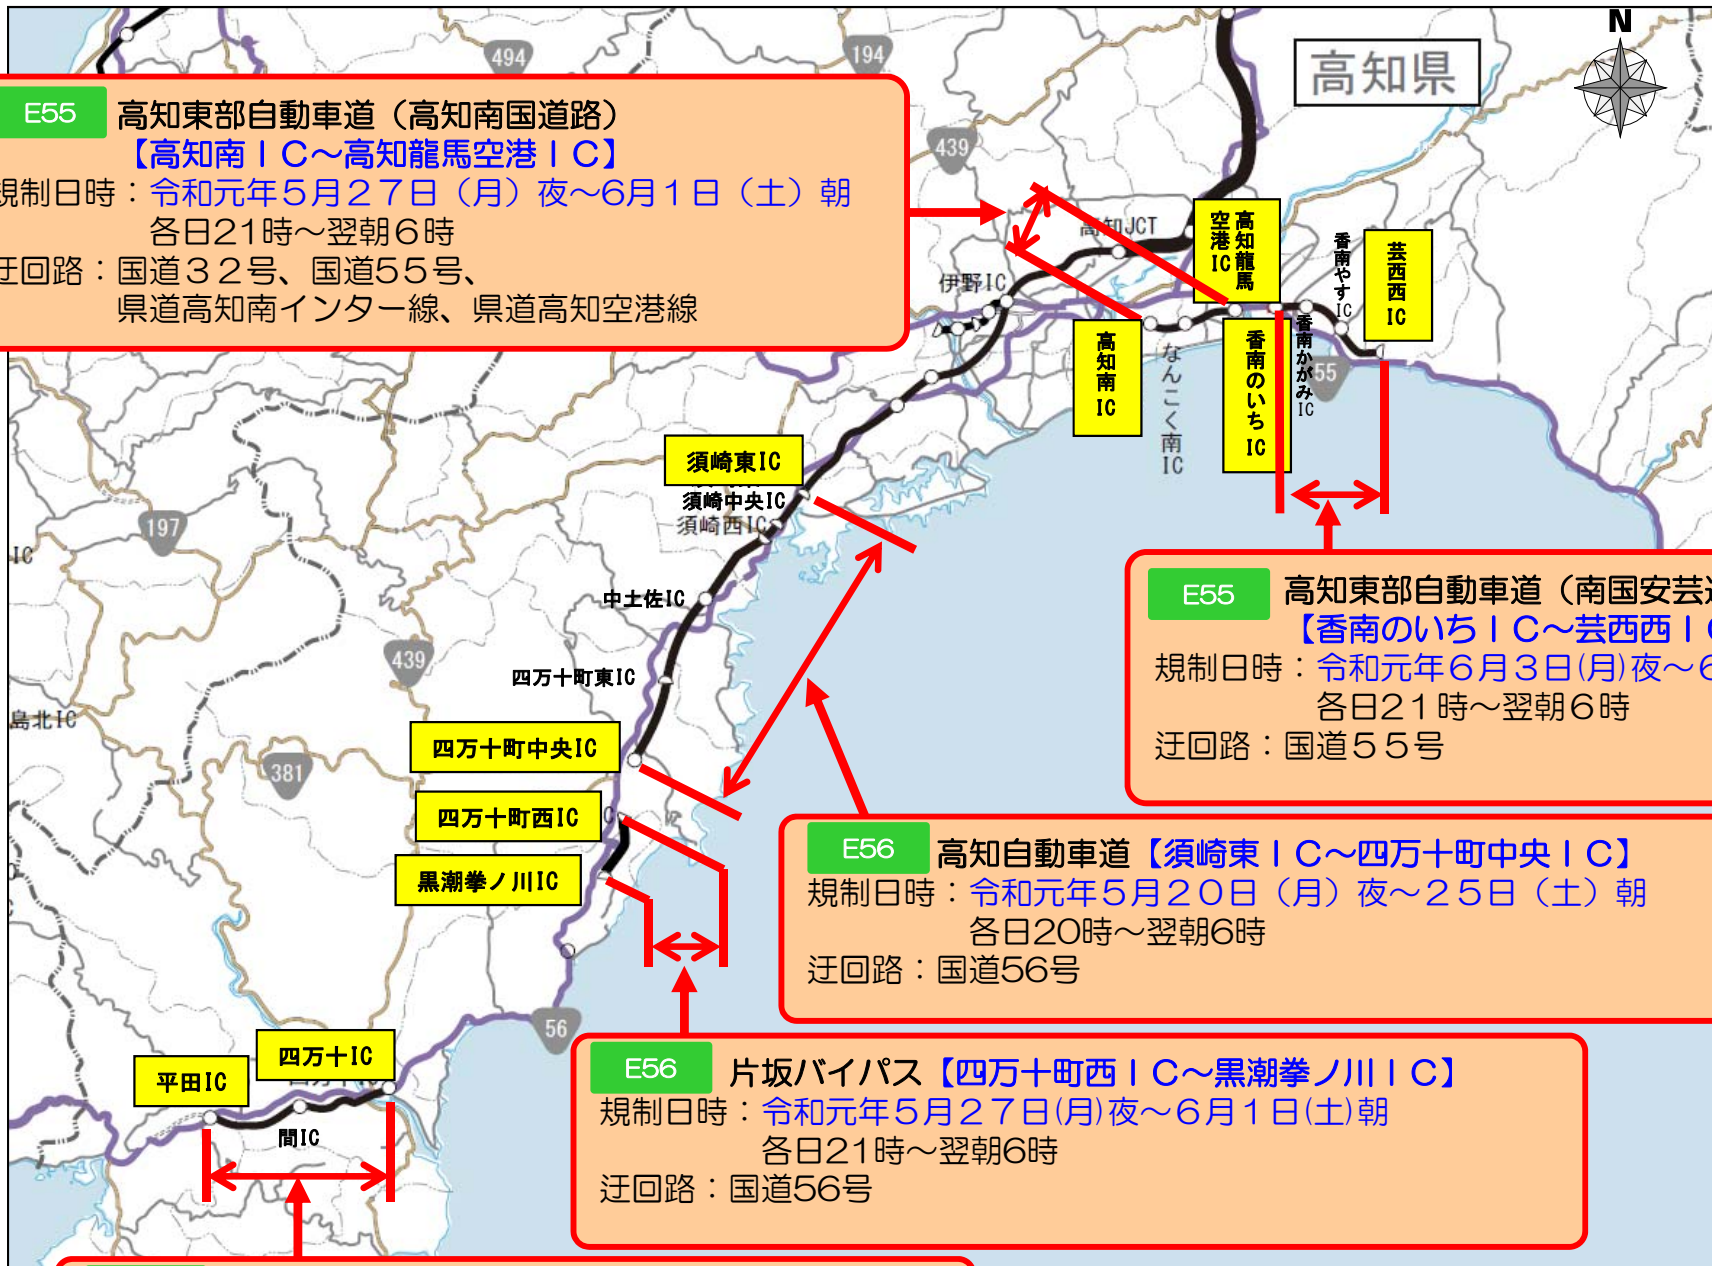 N
高知県
494
194
439
E55
高知東部自動車道（高知南国道路）
【高知南ＩＣ～高知龍馬空港ＩＣ】
規制日時：令和元年５月２７日（月）夜～6月１日（土）朝
各日21時～翌朝６時
迂回路：国道３２号、国道55号、
県道高知南インター線、県道高知空港線
高知JCT
伊野IC
高知龍馬
空港IC
香南やすIC
芸西西IC
高知南IC
なんこく南IC
香南のいちIC
香南かがみIC
55
須崎東IC
須崎中央IC
須崎西IC
197
IC
中土佐IC
439
四万十町東IC
島北IC
381
四万十町中央IC
四万十町西IC
C
黒潮拳ノ川IC
E55
高知東部自動車道（南国安芸道
【香南のいちＩＣ～芸西西ＩＣ
規制日時：令和元年６月３日(月)夜～６
各日21時～翌朝６時
迂回路：国道５５号
E56
高知自動車道【須崎東ＩＣ～四万十町中央ＩＣ】
規制日時：令和元年５月２０日（月）夜～２５日（土）朝
各日20時～翌朝6時
迂回路：国道56号
56
E56
片坂バイパス【四万十町西ＩＣ～黒潮拳ノ川ＩＣ】
規制日時：令和元年５月２７日(月)夜～６月１日(土)朝
各日21時～翌朝6時
迂回路：国道56号
四万十IC
平田IC
間IC